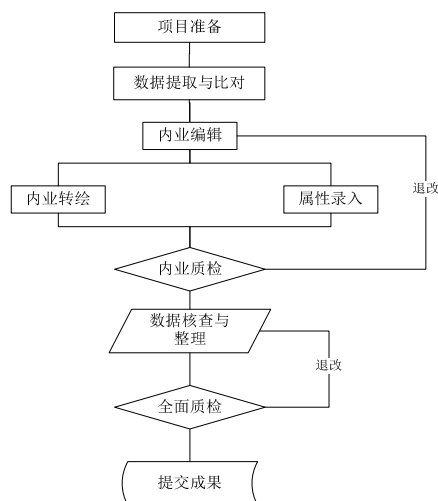 项目准备
数据提取与比对
内业编辑
内业转绘
属性录入
退改
内业质检
数据核查与
整理
退改
全面质检
提交成果